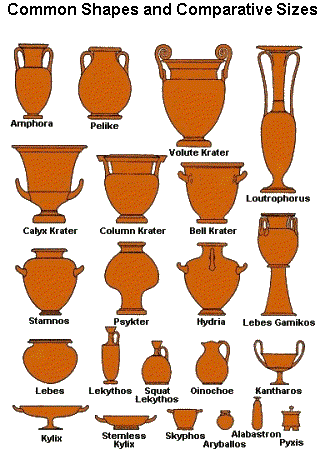 Common Shapes and Comparative Sizes
Amphora
Pelike
Volute Krater
Loutrophorus
Calyx Krater
Column Krater
Bell Krater
Stamnos
Psykter
Hydria
Lebes Gamikos
Lebes
Lekythos
Squat
Lekythos
Oinochoe
Kantharos
Kylix
Stemless
Kylix
Skyphos
Aryballos
Alabastron
Pyxis